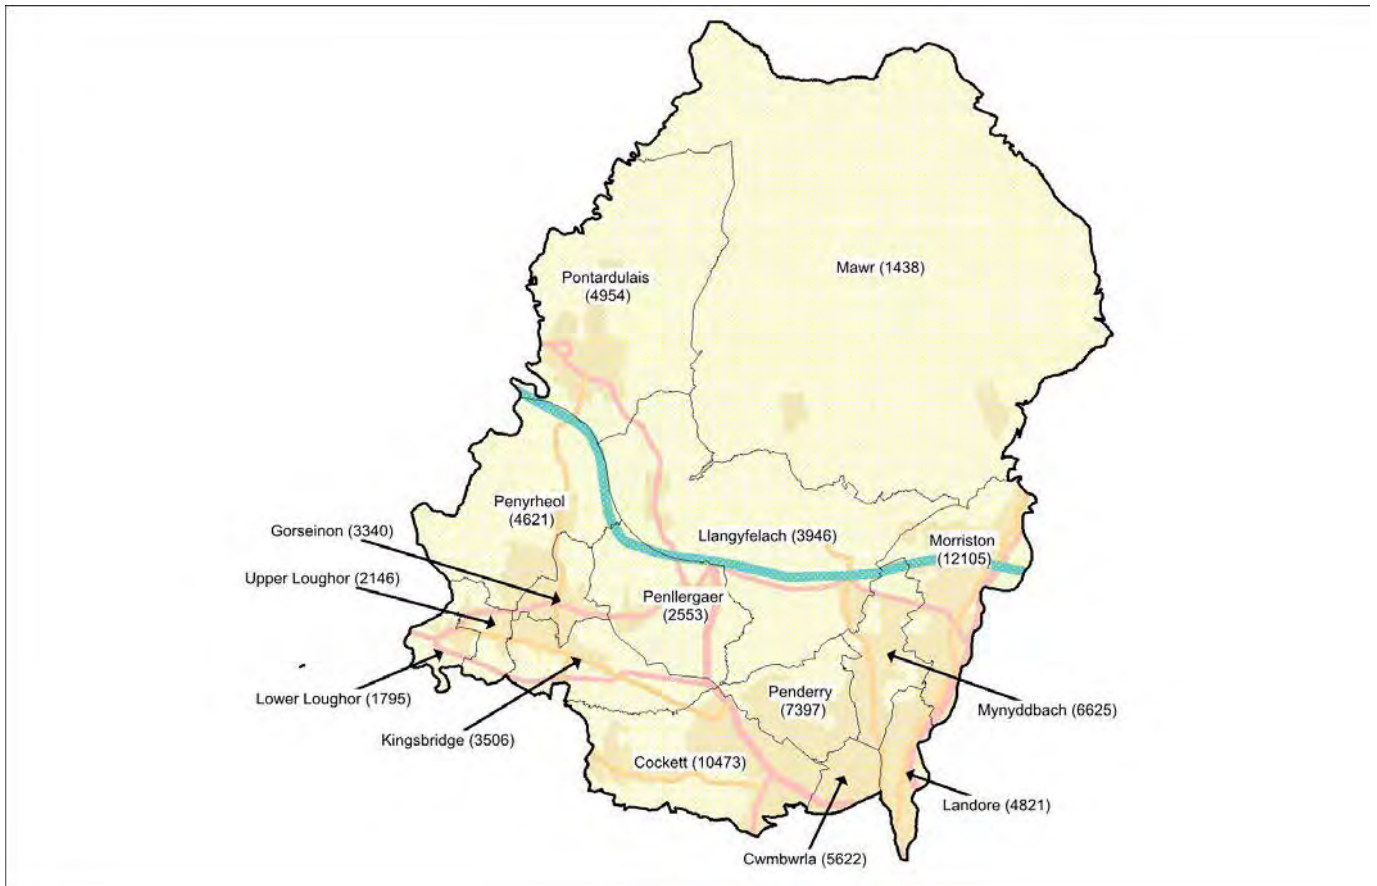 Mawr (1438)
Pontardulais
(4954)
Penyrheol
(4621)
Gorseinon (3340)
Llangyfelach (3946)
Morriston
(12105)
Upper Loughor (2146)
Penllergaer
(2553)
Lower Loughor (1795)
Penderry
(7397)
Mynyddbach (6625)
Kingsbridge (3506)
Cockett (10473)
Landore (4821)
Cwmbwrla (5622)